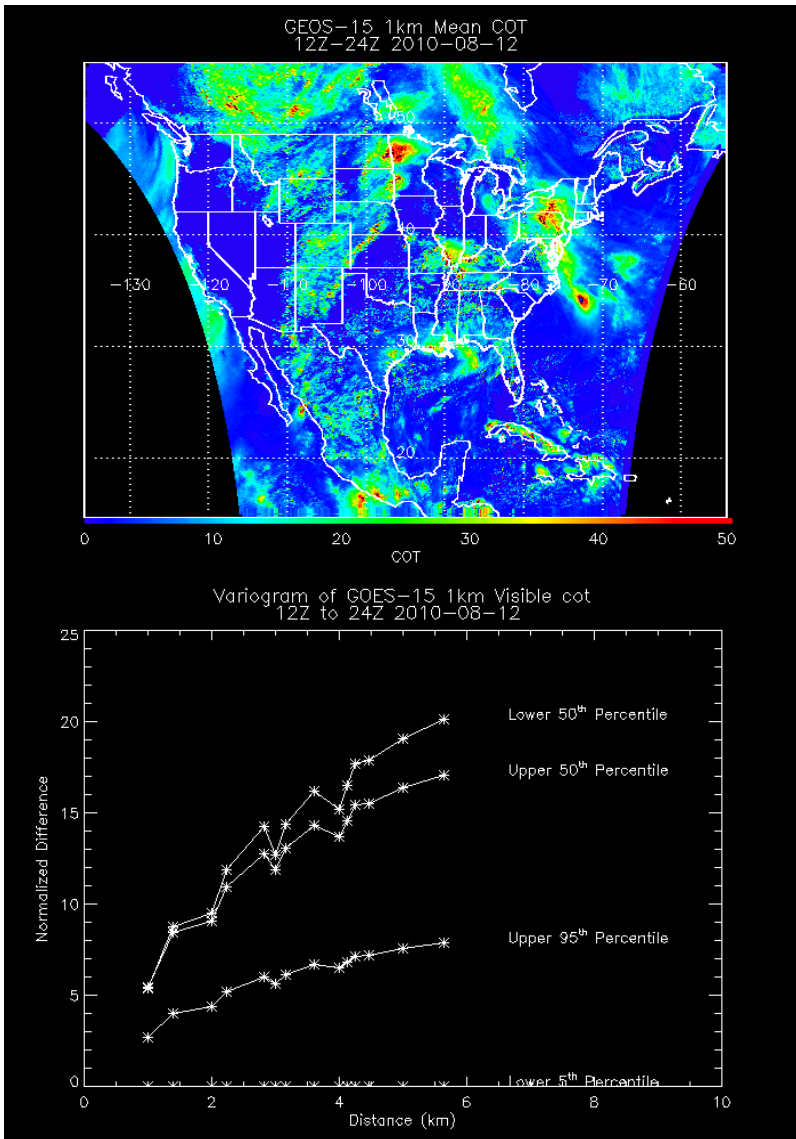 GEOS-15 1km Mean COT
12Z-24Z 2010-08-12
50
40
-130 -120 -110 -100 -70 -60
30
20
0 10 20 30 40 50
COT
Variogram of GOES-15 1km Visible cot
12Z to 24Z 2010-08-12
25
Lower 50th Percentile
20
Upper 50th Percentile
15
Normalized Difference
10
Upper 95th Percentile
5
Lower 5th Percentile
0
0 2 4 6 8 10
Distance (km)